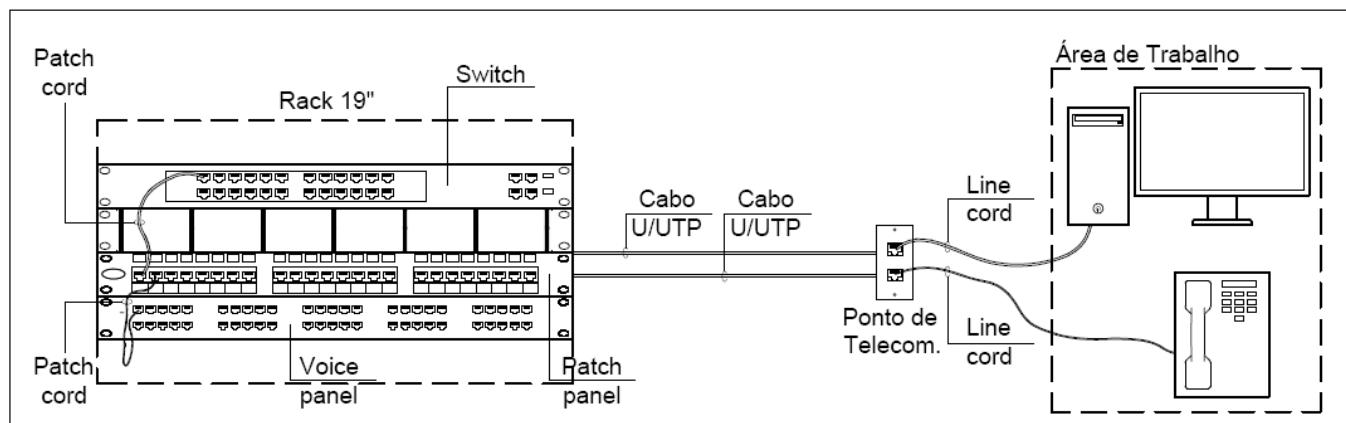 Patch
cord
Rack 19"
Switch
Área de Trabalho
Cabo
U/UTP
Cabo
U/UTP
Line
cord
Ponto de
Telecom.
Line
cord
Patch
cord
Voice
panel
Patch
panel